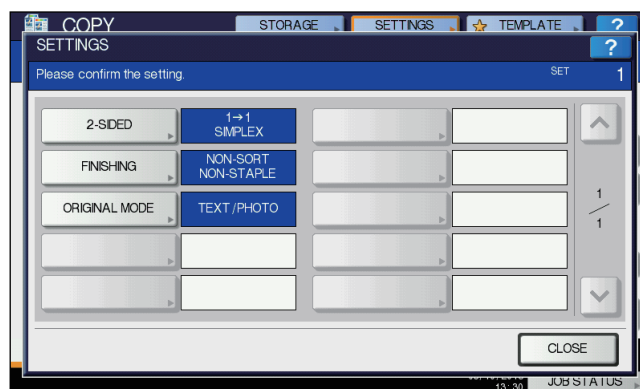 COPY
STORAGE
SETTINGS
TEMPLATE
?
SETTINGS
?
Please confirm the setting.
SET 1
2-SIDED
1→1
SIMPLEX
FINISHING
NON-SORT
NON-STAPLE
ORIGINAL MODE
TEXT/PHOTO
1
1
CLOSE
13:30
JOB STATUS